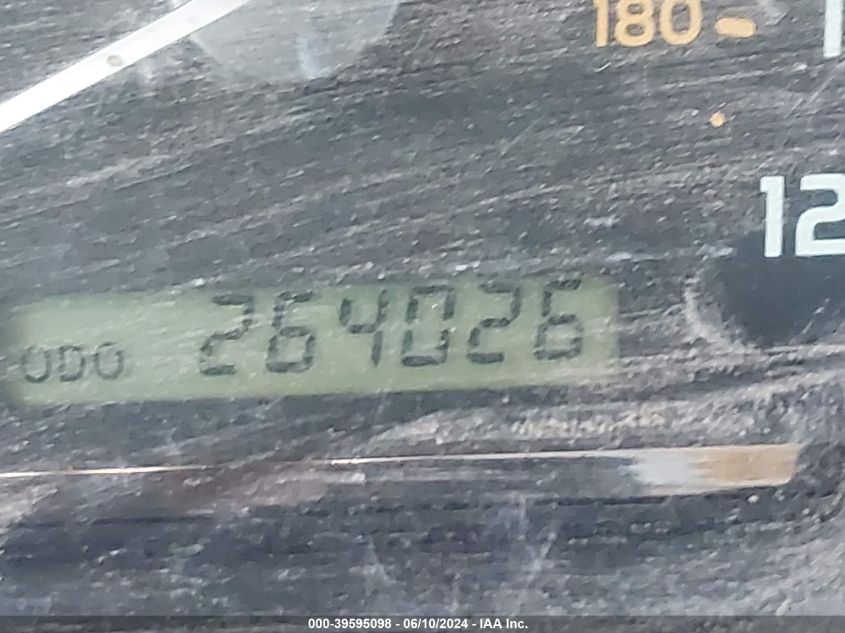 180
12
ODO 264026
000-39595098 - 06/10/2024 - IAA Inc.